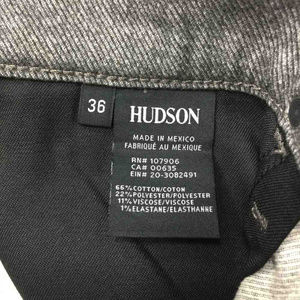 36
HUDSON
MADE IN MEXICO
FABRIQUÉ AU MEXIQUE
RN# 107906
CA# 00635
EIN# 20-3082491
66%COTTON/COTON
22%POLYESTER/POLYESTER
11%VISCOSE/VISCOSE
1%ELASTANE/ELASTHANNE